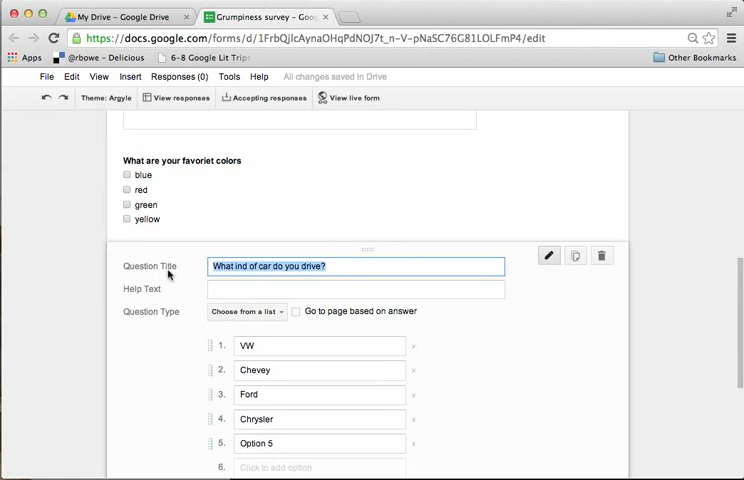 My Drive – Google Drive
Grumpiness survey – Goo
https://docs.google.com/forms/d/1FrbQjlcAynaOHqPdNOJ7t_n-V-pNaSC76G81LOFmP4/edit
Apps
@rbowe – Delicious
6–8 Google Lit Trips
Other Bookmarks
File Edit View Insert Responses (0) Tools Help All changes saved in Drive
Theme: Argyle View responses Accepting responses View live form
What are your favoriet colors
blue
red
green
yellow
Question Title What ind of car do you drive?
Help Text
Question Type Choose from a list Go to page based on answer
1. VW
2. Chevey
3. Ford
4. Chrysler
5. Option 5
6. Click to add option